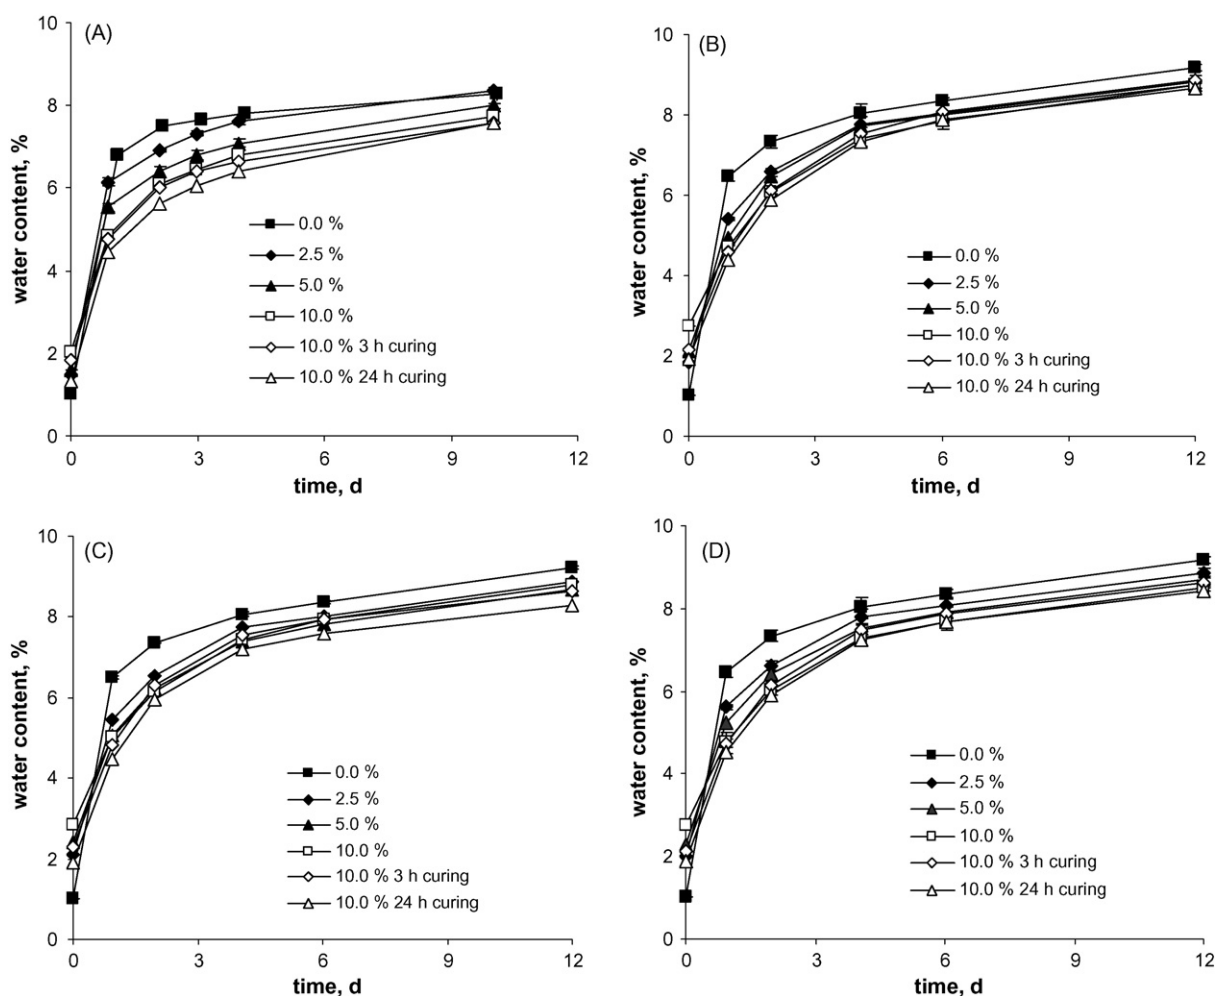 (A)
10
8
6
4
2
0
water content, %
0.0 %
2.5 %
5.0 %
10.0 %
10.0 % 3 h curing
10.0 % 24 h curing
0 3 6 9 12
time, d
(B)
10
8
6
4
2
0
water content, %
0.0 %
2.5 %
5.0 %
10.0 %
10.0 % 3 h curing
10.0 % 24 h curing
0 3 6 9 12
time, d
(C)
10
8
6
4
2
0
water content, %
0.0 %
2.5 %
5.0 %
10.0 %
10.0 % 3 h curing
10.0 % 24 h curing
0 3 6 9 12
time, d
(D)
10
8
6
4
2
0
water content, %
0.0 %
2.5 %
5.0 %
10.0 %
10.0 % 3 h curing
10.0 % 24 h curing
0 3 6 9 12
time, d